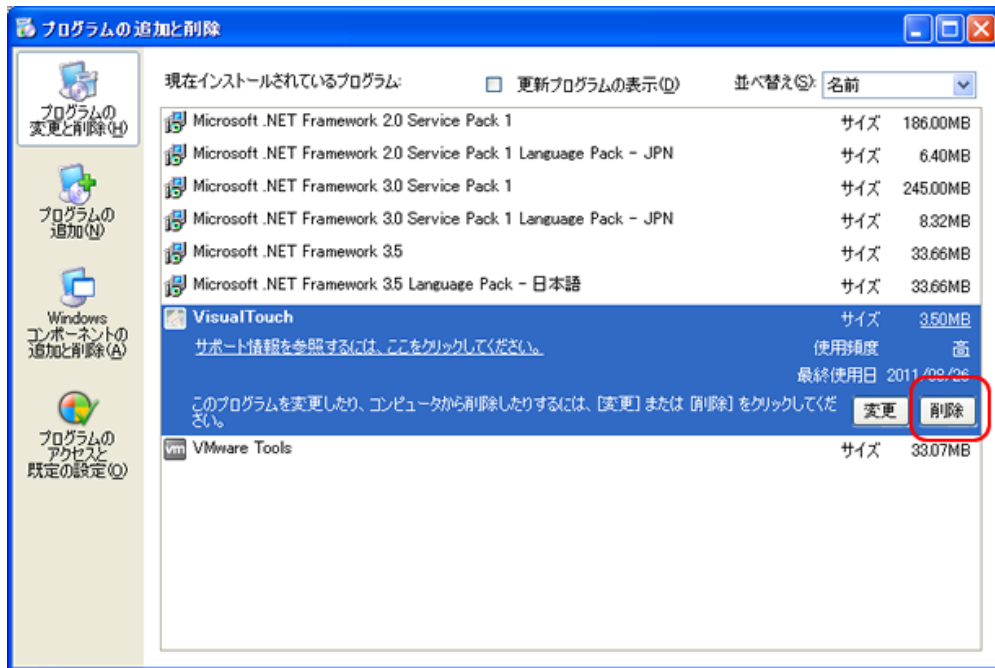 プログラムの追加と削除
プログラムの
変更と削除(H)
プログラムの
追加(N)
Windows
コンポーネントの
追加と削除(A)
プログラムの
アクセスと
既定の設定(O)
現在インストールされているプログラム:
更新プログラムの表示(D)
並べ替え(S):
名前
Microsoft .NET Framework 2.0 Service Pack 1 サイズ 186.00MB
Microsoft .NET Framework 2.0 Service Pack 1 Language Pack - JPN サイズ 6.40MB
Microsoft .NET Framework 3.0 Service Pack 1 サイズ 245.00MB
Microsoft .NET Framework 3.0 Service Pack 1 Language Pack - JPN サイズ 8.32MB
Microsoft .NET Framework 3.5 サイズ 33.66MB
Microsoft .NET Framework 3.5 Language Pack - 日本語 サイズ 33.66MB
VisualTouch サイズ 3.50MB
サポート情報を参照するには、ここをクリックしてください。 使用頻度 高
最終使用日
このプログラムを変更したり、コンピュータから削除したりするには、[変更] または [削除] をクリックしてくだ
さい。
変更 削除
VMware Tools サイズ 33.07MB